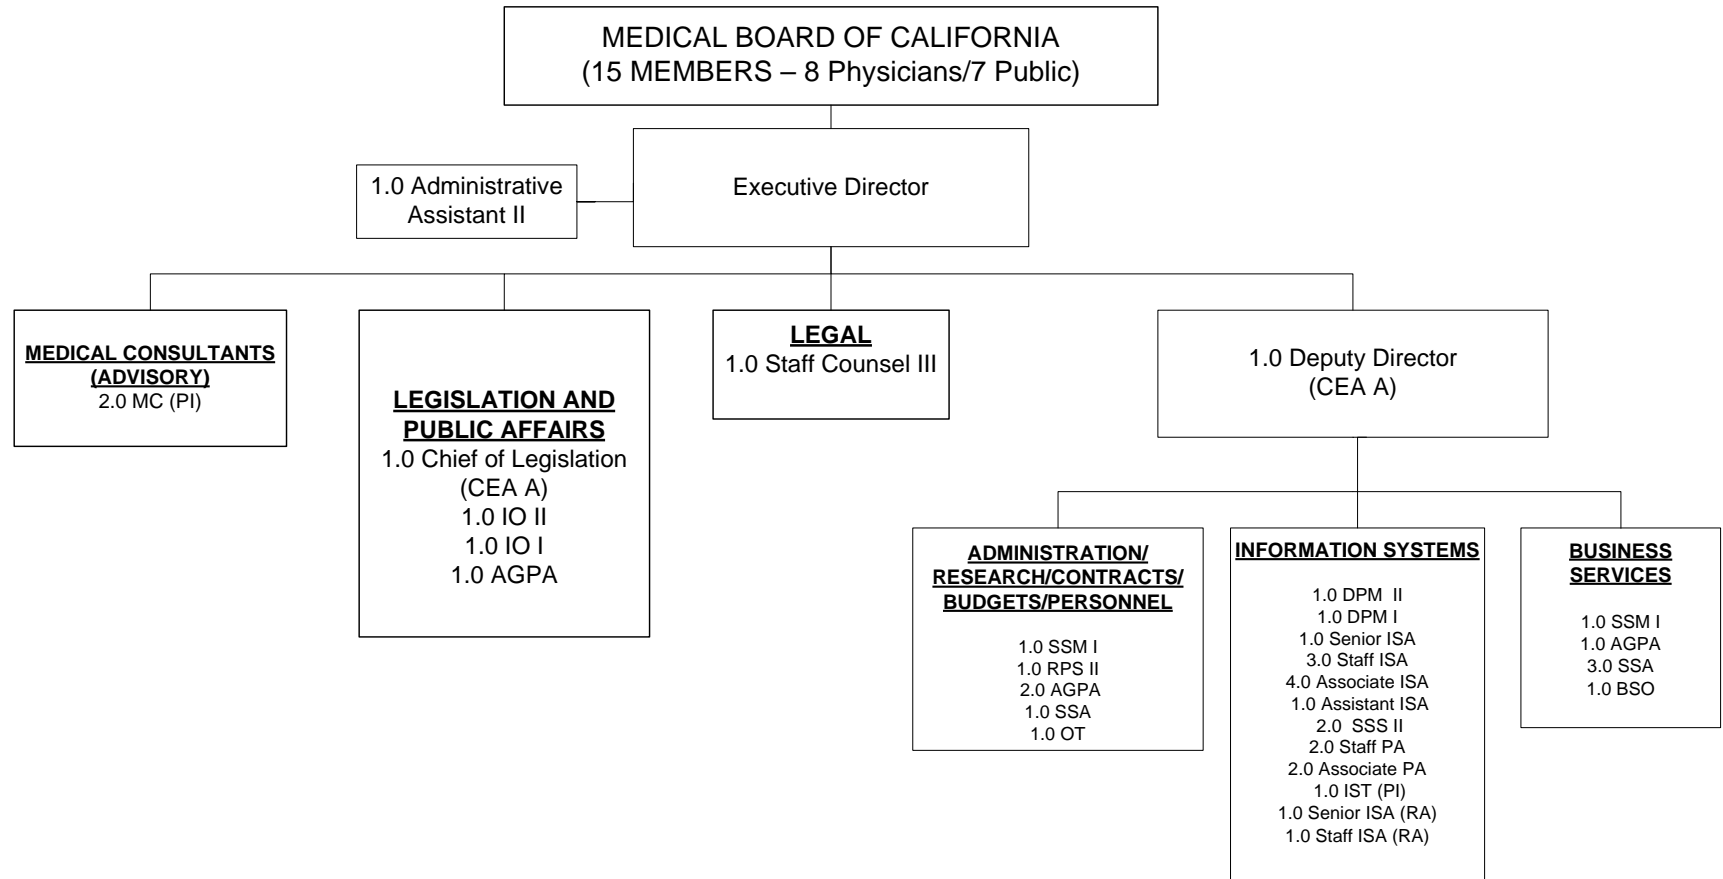 MEDICAL BOARD OF CALIFORNIA
(15 MEMBERS – 8 Physicians/7 Public)
1.0 Administrative
Assistant II
Executive Director
MEDICAL CONSULTANTS
(ADVISORY)
2.0 MC (PI)
LEGISLATION AND
PUBLIC AFFAIRS
1.0 Chief of Legislation
(CEA A)
1.0 IO II
1.0 IO I
1.0 AGPA
LEGAL
1.0 Staff Counsel III
1.0 Deputy Director
(CEA A)
ADMINISTRATION/
RESEARCH/CONTRACTS/
BUDGETS/PERSONNEL
1.0 SSM I
1.0 RPS II
2.0 AGPA
1.0 SSA
1.0 OT
INFORMATION SYSTEMS
1.0 DPM  II
1.0 DPM I
1.0 Senior ISA
3.0 Staff ISA
4.0 Associate ISA
1.0 Assistant ISA
2.0  SSS II
2.0 Staff PA
2.0 Associate PA
1.0 IST (PI)
1.0 Senior ISA (RA)
1.0 Staff ISA (RA)
BUSINESS
SERVICES
1.0 SSM I
1.0 AGPA
3.0 SSA
1.0 BSO